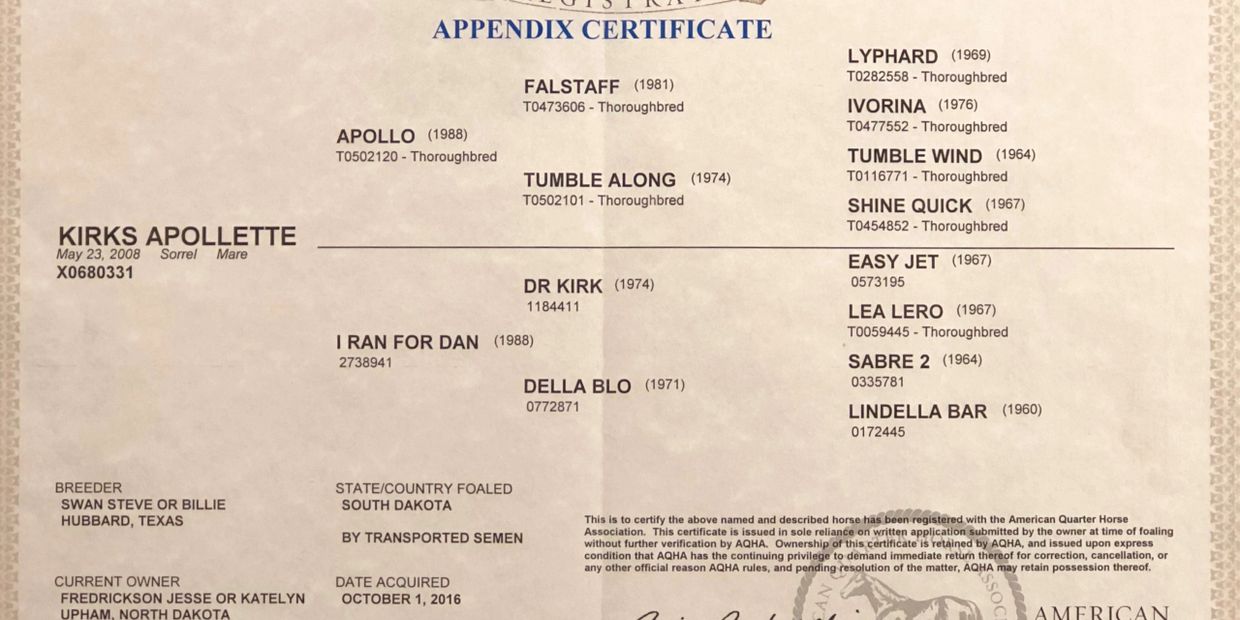 REGISTRAT
APPENDIX CERTIFICATE
LYPHARD (1969)
T0282558 - Thoroughbred
FALSTAFF (1981)
T0473606 - Thoroughbred
IVORINA (1976)
T0477552 - Thoroughbred
APOLLO (1988)
T0502120 - Thoroughbred
TUMBLE WIND (1964)
T0116771 - Thoroughbred
TUMBLE ALONG (1974)
T0502101 - Thoroughbred
SHINE QUICK (1967)
T0454852 - Thoroughbred
KIRKS APOLLETTE
May 23, 2008 Sorrel Mare
X0680331
EASY JET (1967)
0573195
DR KIRK (1974)
1184411
LEA LERO (1967)
T0059445 - Thoroughbred
I RAN FOR DAN (1988)
2738941
SABRE 2 (1964)
0335781
DELLA BLO (1971)
0772871
LINDELLA BAR (1960)
0172445
BREEDER
SWAN STEVE OR BILLIE
HUBBARD, TEXAS
STATE/COUNTRY FOALED
SOUTH DAKOTA
BY TRANSPORTED SEMEN
This is to certify the above named and described horse has been registered with the American Quarter Horse
Association. This certificate is issued in sole reliance on written application submitted by the owner at time of foaling
without further verification by AQHA. Ownership of this certificate is retained by AQHA, and issued upon express
condition that AQHA has the continuing privilege to demand immediate return thereof for correction, cancellation, or
any other official reason AQHA rules, and pending resolution of the matter, AQHA may retain possession thereof.
CURRENT OWNER
FREDRICKSON JESSE OR KATELYN
UPHAM, NORTH DAKOTA
DATE ACQUIRED
OCTOBER 1, 2016
AMERICAN